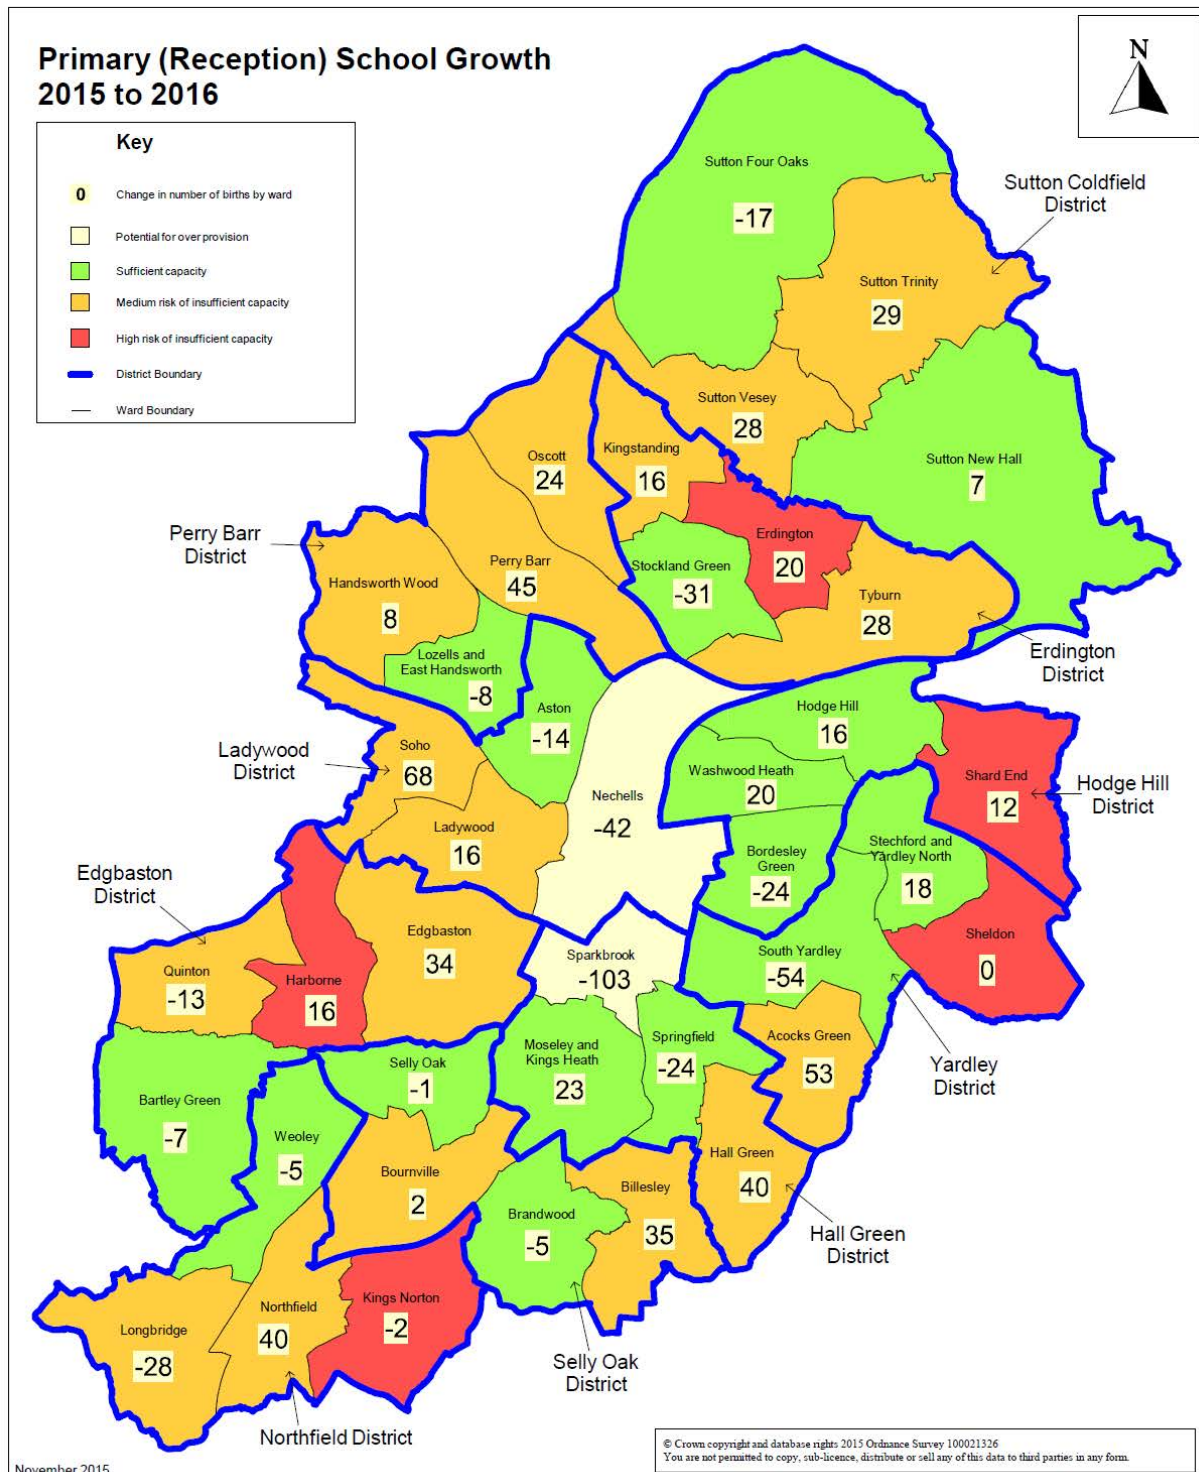 Primary (Reception) School Growth
2015 to 2016
N
Key
0 Change in number of births by ward
Potential for over provision
Sufficient capacity
Medium risk of insufficient capacity
High risk of insufficient capacity
District Boundary
Ward Boundary
Sutton Four Oaks
-17
Sutton Coldfield
District
Sutton Trinity
29
Sutton Vesey
28
Sutton New Hall
7
Oscott
24
Kingstanding
16
Perry Barr
District
Erdington
20
Handsworth Wood
8
Perry Barr
45
Stockland Green
-31
Tyburn
28
Erdington
District
Lozells and
East Handsworth
-8
Aston
-14
Hodge Hill
16
Ladywood
District
Soho
68
Washwood Heath
20
Shard End
12
Hodge Hill
District
Nechells
-42
Ladywood
16
Bordesley
Green
-24
Stechford and
Yardley North
18
Edgbaston
District
Edgbaston
34
Sheldon
0
Quinton
-13
Harborne
16
Sparkbrook
-103
South Yardley
-54
Selly Oak
-1
Moseley and
Kings Heath
23
Springfield
-24
Acocks Green
53
Yardley
District
Bartley Green
-7
Weoley
-5
Bournville
2
Hall Green
40
Brandwood
-5
Billesley
35
Hall Green
District
Longbridge
-28
Northfield
40
Kings Norton
-2
Selly Oak
District
Northfield District
© Crown copyright and database rights 2015 Ordnance Survey 100021326
You are not permitted to copy, sub-licence, distribute or sell any of this data to third parties in any form.
November 2015